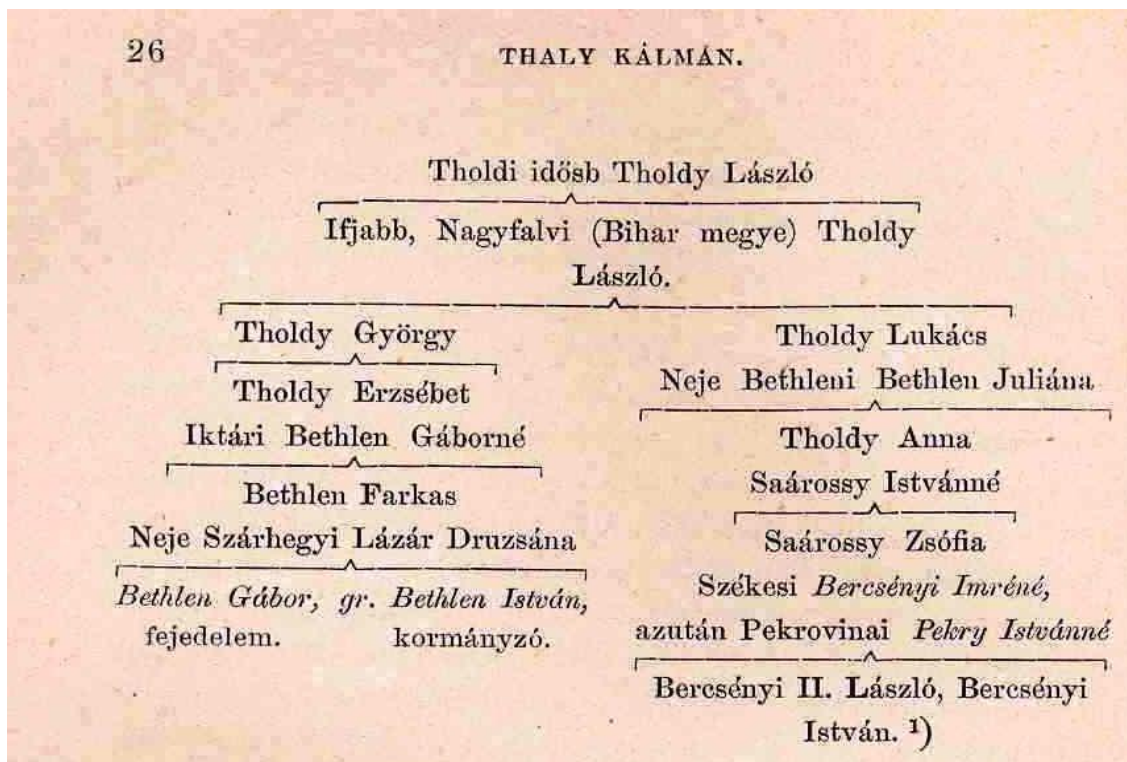 26 THALY KÁLMÁN.
Tholdi idősb Tholdy László
Ifjabb, Nagyfalvi (Bihar megye) Tholdy
László.
Tholdy György
Tholdy Erzsébet
Iktári Bethlen Gáborné
Bethlen Farkas
Neje Szárhegyi Lázár Druzsána
Bethlen Gábor, gr. Bethlen István,
fejedelem. kormányzó.
Tholdy Lukács
Neje Bethleni Bethlen Juliána
Tholdy Anna
Saárossy Istvánné
Saárossy Zsófia
Székesi Bercsényi Imréné,
azután Pekrovinai Pekry Istvánné
Bercsényi II. László, Bercsényi
István. ¹)